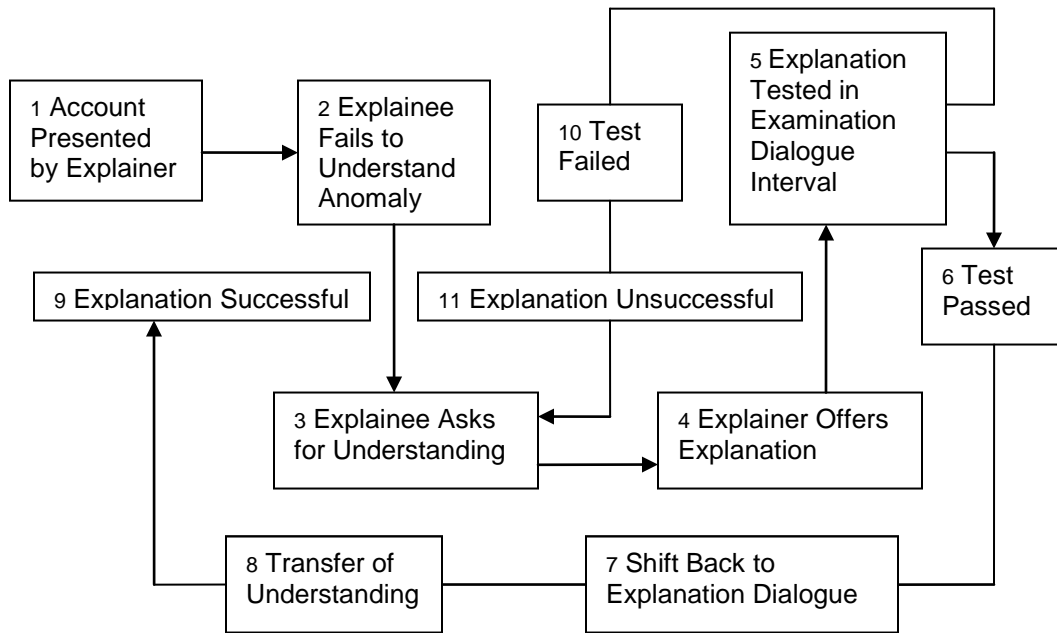 1 Account
Presented
by Explainer
2 Explainee
Fails to
Understand
Anomaly
10 Test
Failed
5 Explanation
Tested in
Examination
Dialogue
Interval
6 Test
Passed
9 Explanation Successful
11 Explanation Unsuccessful
3 Explainee Asks
for Understanding
4 Explainer Offers
Explanation
8 Transfer of
Understanding
7 Shift Back to
Explanation Dialogue